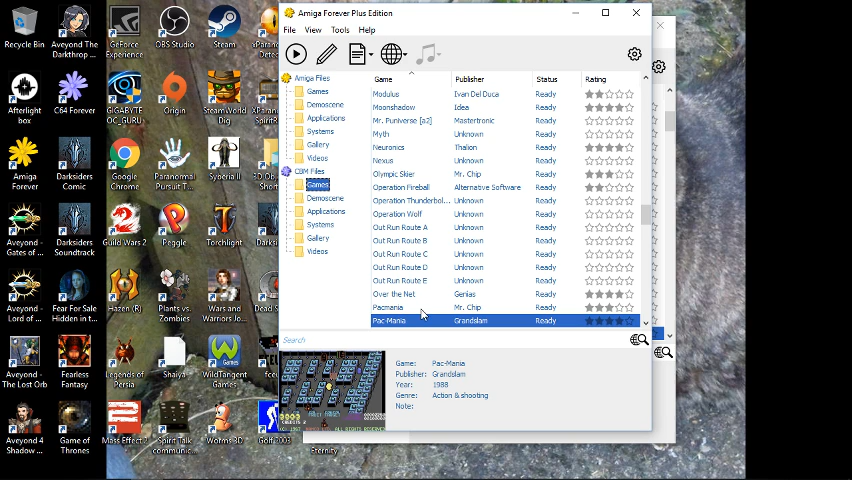 Recycle Bin
Aveyond The Darkthrop ...
GeForce Experience
OBS Studio
Steam
Afterlight box
C64 Forever
GIGABYTE OC_GURU
Origin
SteamWorld Dig
Amiga Forever
Darksiders Comic
Google Chrome
Paranormal Pursuit T...
Syberia II
Aveyond - Gates of ...
Darksiders Soundtrack
Guild Wars 2
Peggle
Torchlight
Aveyond - Lord of ...
Fear For Sale Hidden in t...
Hazen (R)
Plants vs. Zombies
Wars and Warriors Jo...
Dead S
Aveyond - The Lost Orb
Fearless Fantasy
Legends of Persia
Shaiya
WildTangent Games
Aveyond 4 Shadow ...
Game of Thrones
Mass Effect 2
Spirit Talk communic...
Worms 3D
Golf 2003
Eternity
Amiga Forever Plus Edition
File View Tools Help
Amiga Files
Games
Demoscene
Applications
Systems
Gallery
Videos
CBM Files
Games
Demoscene
Applications
Systems
Gallery
Videos
Game Publisher Status Rating
Modulus Ivan Del Duca Ready
Moonshadow Idea Ready
Mr. Puniverse [a2] Mastertronic Ready
Myth Unknown Ready
Neuronics Thalion Ready
Nexus Unknown Ready
Olympic Skier Mr. Chip Ready
Operation Fireball Alternative Software Ready
Operation Thunderbol... Unknown Ready
Operation Wolf Unknown Ready
Out Run Route A Unknown Ready
Out Run Route B Unknown Ready
Out Run Route C Unknown Ready
Out Run Route D Unknown Ready
Out Run Route E Unknown Ready
Over the Net Genias Ready
Pacmania Mr. Chip Ready
Pac-Mania Grandslam Ready
Search
Game: Pac-Mania
Publisher: Grandslam
Year: 1988
Genre: Action & shooting
Note: